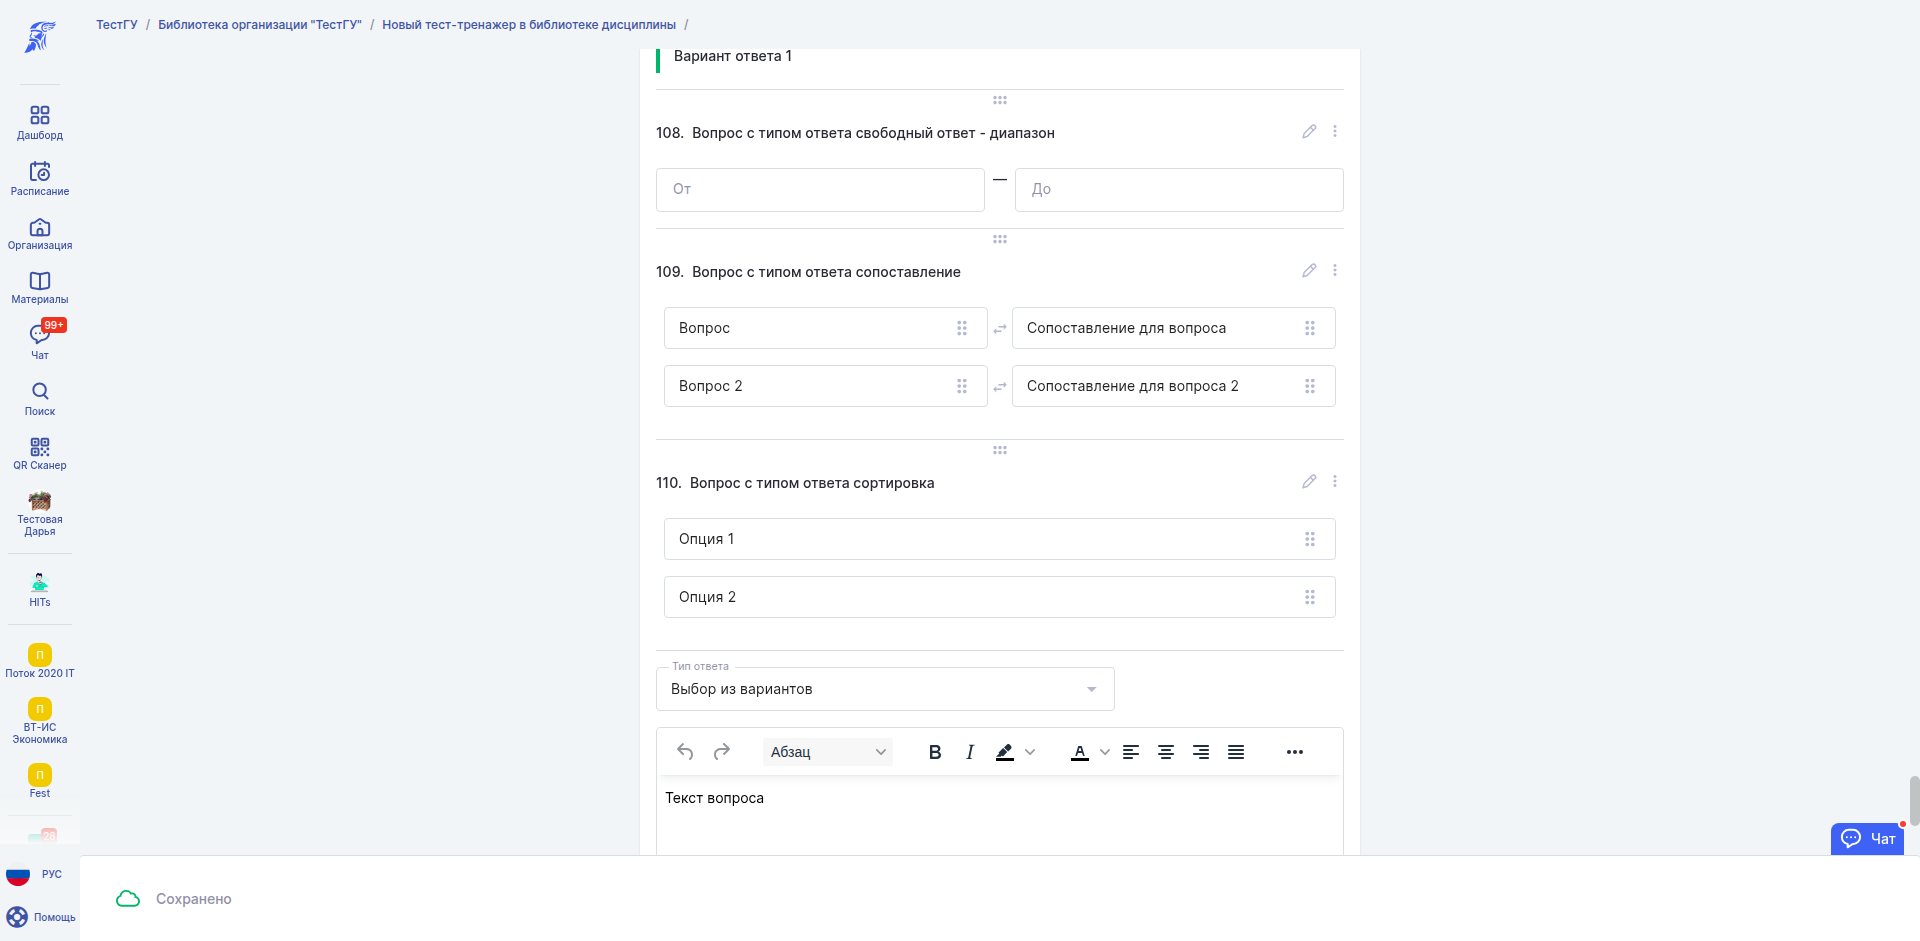 ТестГУ / Библиотека организации "ТестГУ" / Новый тест-тренажер в библиотеке дисциплины /
Дашборд
Расписание
Организация
Материалы
99+
Чат
Поиск
QR Сканер
Тестовая
Дарья
HITs
П
Поток 2020 IT
П
ВТ-ИС
Экономика
П
Fest
28
РУС
Помощь
Вариант ответа 1
108. Вопрос с типом ответа свободный ответ - диапазон
От — До
109. Вопрос с типом ответа сопоставление
Вопрос Сопоставление для вопроса
Вопрос 2 Сопоставление для вопроса 2
110. Вопрос с типом ответа сортировка
Опция 1
Опция 2
Тип ответа
Выбор из вариантов
Абзац B I A
Текст вопроса
Чат
Сохранено